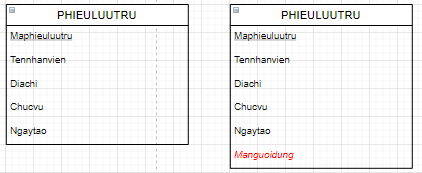 PHIEULUUTRU
Maphieuluutru
Tennhanvien
Diachi
Chucvu
Ngaytao
PHIEULUUTRU
Maphieuluutru
Tennhanvien
Diachi
Chucvu
Ngaytao
Manguoidung